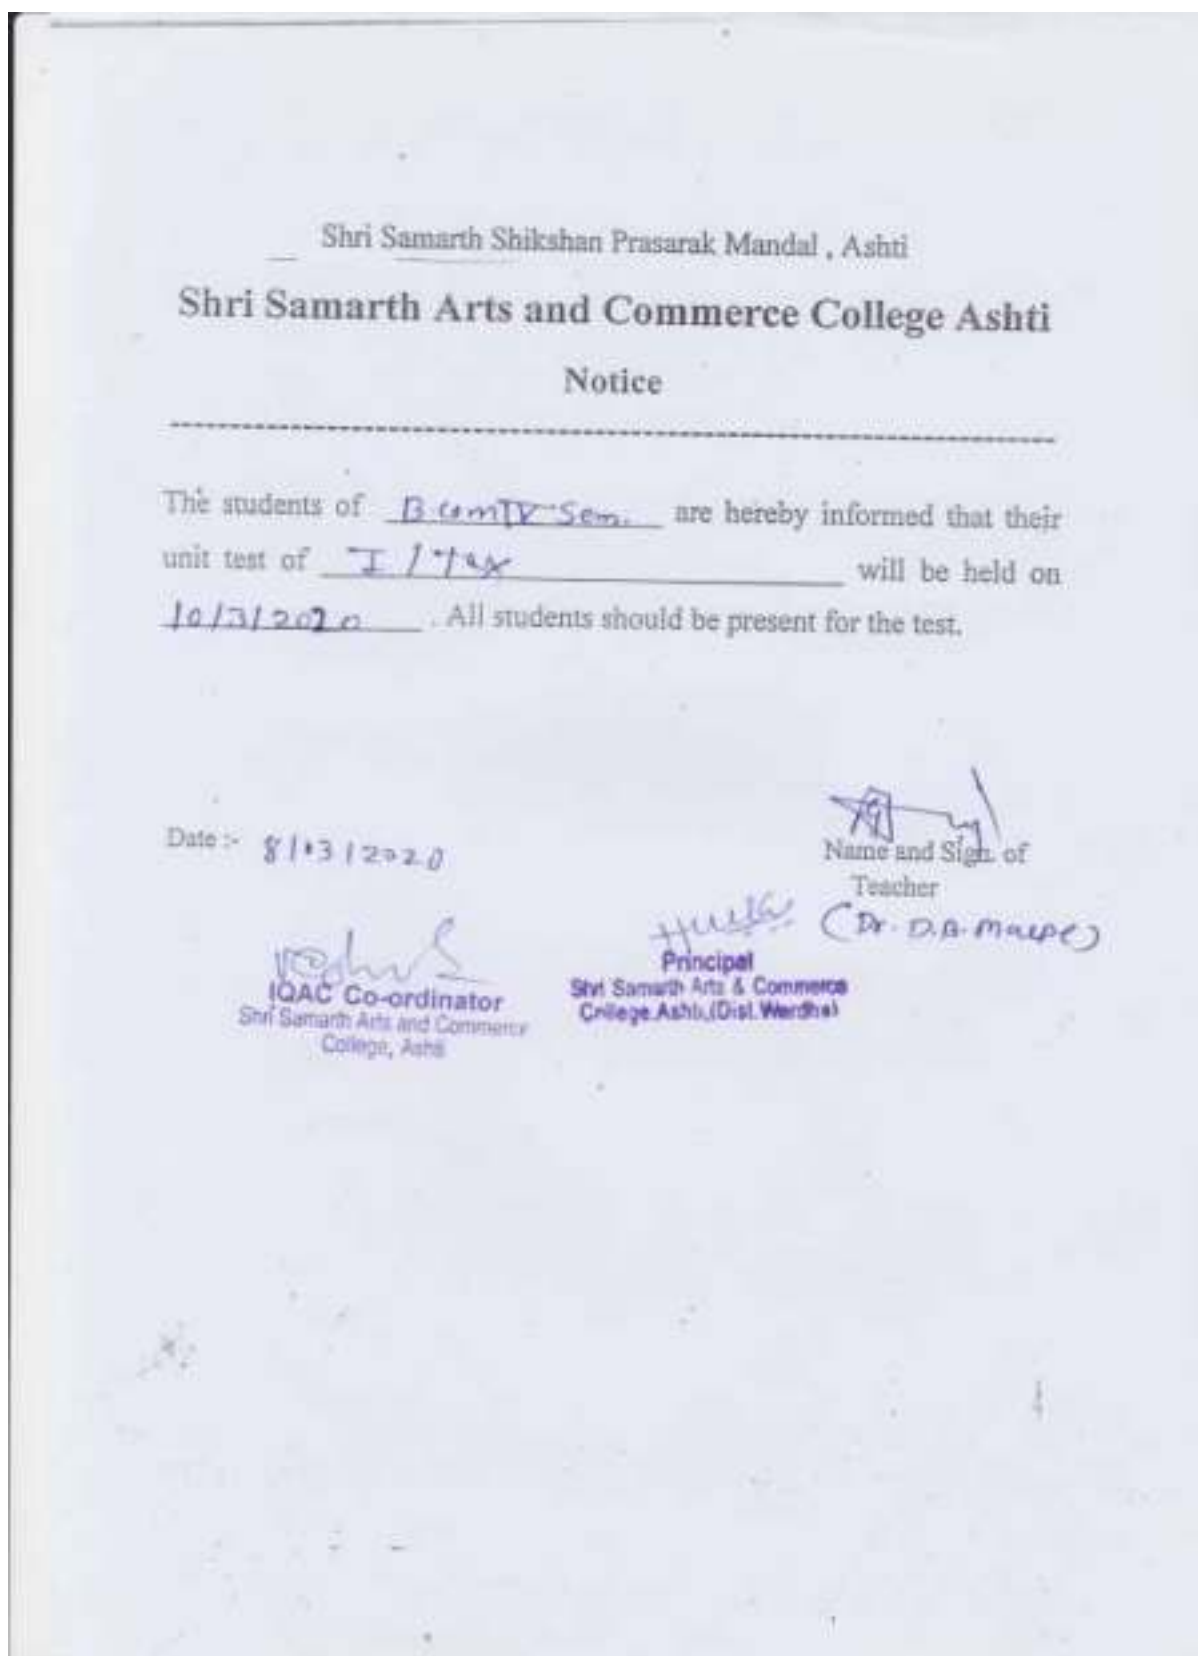 Shri Samarth Shikshan Prasarak Mandal , Ashti
Shri Samarth Arts and Commerce College Ashti
Notice
The students of B com IV Sem. are hereby informed that their
unit test of I / Tax will be held on
10/3/2020 . All students should be present for the test.
Date :- 8/03/2020
Name and Sign. of
Teacher
(Dr. D.B.
Principal
Shri Samarth Arts & Commerce
College,Ashti,(Dist.Wardha)
IQAC Co-ordinator
Shri Samarth Arts and Commerce
College, Ashti